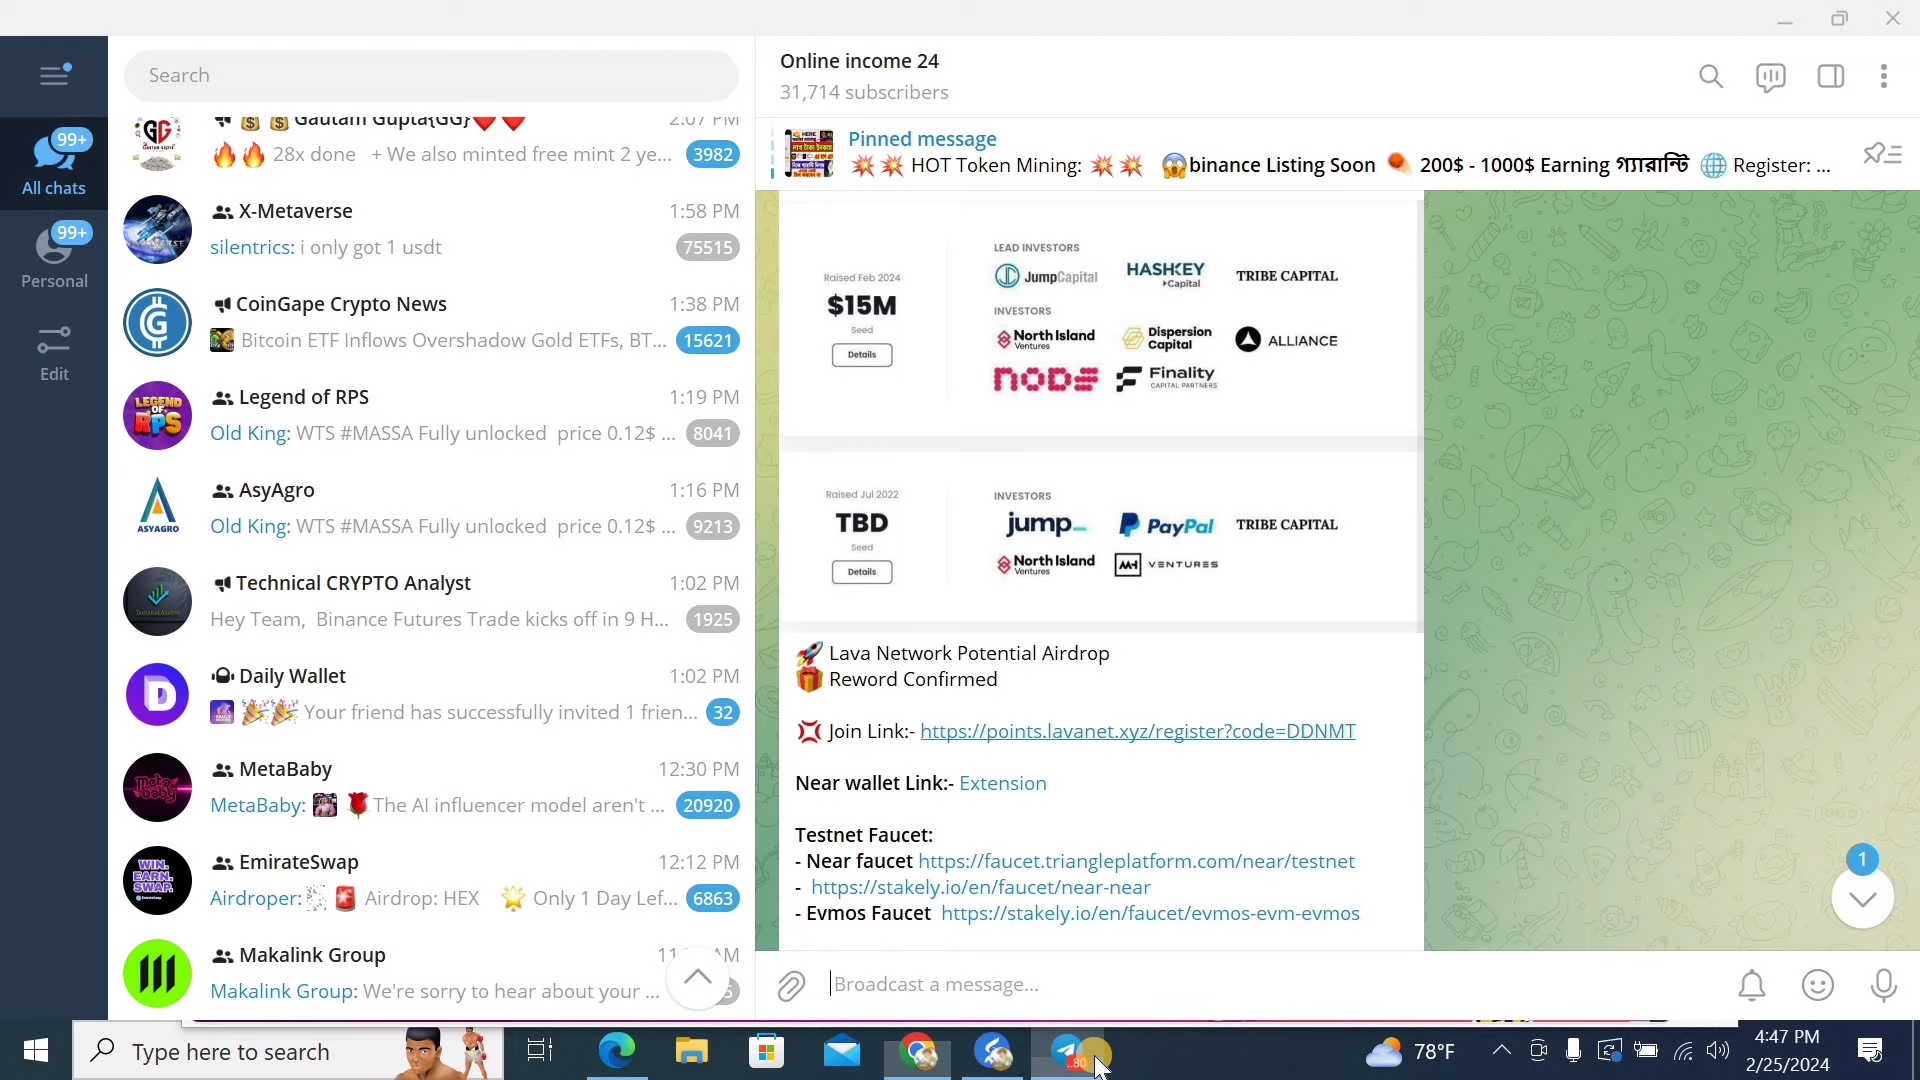 Search
Online income 24
31,714 subscribers
Pinned message
💥💥 HOT Token Mining: 💥💥 😱binance Listing Soon ☄️ 200$ - 1000$ Earning গ্যারান্টি 🌐 Register: ...
99+
All chats
99+
Personal
Edit
💰 💰 Gautam Gupta{GG}❤️ ❤️ 2:07 PM
🔥🔥 28x done + We also minted free mint 2 ye... 3982
X-Metaverse 1:58 PM
silentrics: i only got 1 usdt 75515
CoinGape Crypto News 1:38 PM
Bitcoin ETF Inflows Overshadow Gold ETFs, BT... 15621
LEGEND OF RPS
Legend of RPS 1:19 PM
Old King: WTS #MASSA Fully unlocked price 0.12$ ... 8041
ASYAGRO
AsyAgro 1:16 PM
Old King: WTS #MASSA Fully unlocked price 0.12$ ... 9213
Technical CRYPTO Analyst 1:02 PM
Hey Team, Binance Futures Trade kicks off in 9 H... 1925
Daily Wallet 1:02 PM
🎉🎉 Your friend has successfully invited 1 frien... 32
MetaBaby 12:30 PM
MetaBaby: 🌹The AI influencer model aren't ... 20920
WIN. EARN. SWAP.
EmirateSwap 12:12 PM
Airdroper: 🚨 Airdrop: HEX 🌟 Only 1 Day Lef... 6863
Makalink Group
Makalink Group: We're sorry to hear about your ...
Raised Feb 2024
$15M
Seed
Details
LEAD INVESTORS
JumpCapital HASHKEY Capital TRIBE CAPITAL
INVESTORS
North Island Ventures Dispersion Capital ALLIANCE
NODE Finality CAPITAL PARTNERS
Raised Jul 2022
TBD
Seed
Details
INVESTORS
jump_ PayPal TRIBE CAPITAL
North Island Ventures VENTURES
🚀 Lava Network Potential Airdrop
🎁 Reword Confirmed
💢 Join Link:- https://points.lavanet.xyz/register?code=DDNMT
Near wallet Link:- Extension
Testnet Faucet:
- Near faucet https://faucet.triangleplatform.com/near/testnet
- https://stakely.io/en/faucet/near-near
- Evmos Faucet https://stakely.io/en/faucet/evmos-evm-evmos
1
Broadcast a message...
Type here to search
..80
78°F
4:47 PM
2/25/2024